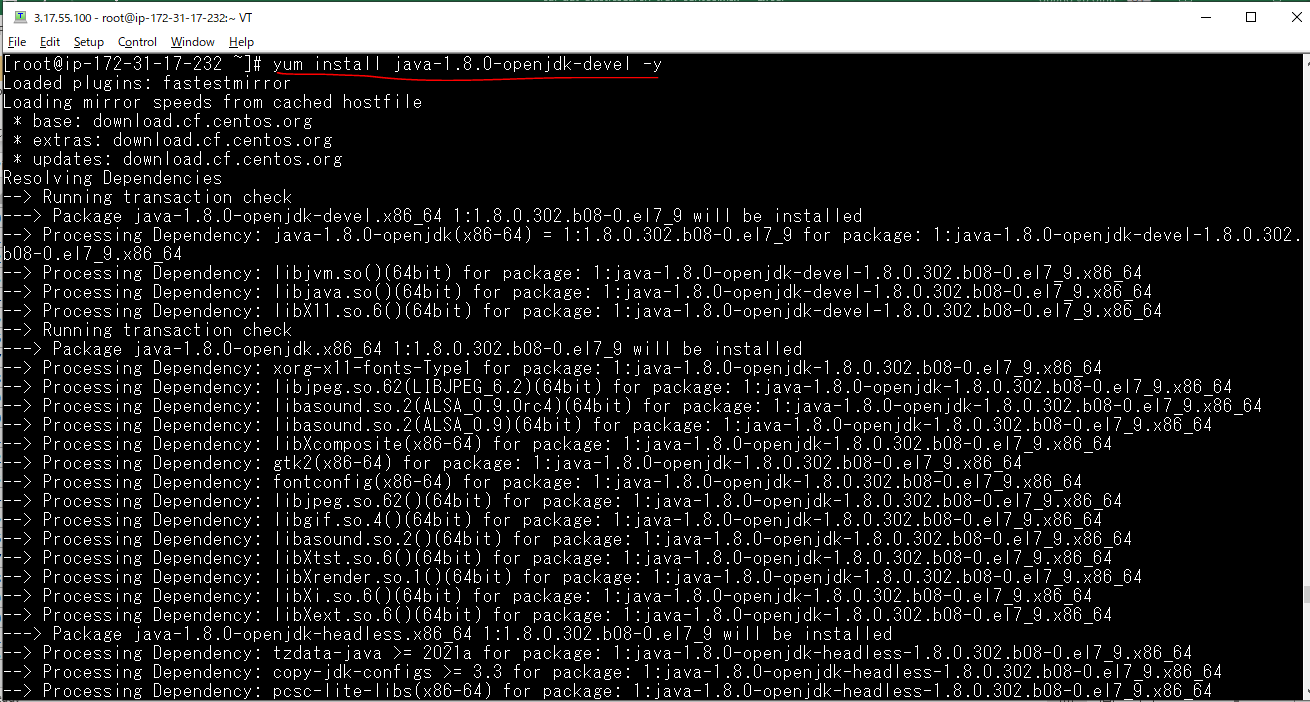 3.17.55.100 - root@ip-172-31-17-232:~ VT
File Edit Setup Control Window Help
[root@ip-172-31-17-232 ~]# yum install java-1.8.0-openjdk-devel -y
Loaded plugins: fastestmirror
Loading mirror speeds from cached hostfile
 * base: download.cf.centos.org
 * extras: download.cf.centos.org
 * updates: download.cf.centos.org
Resolving Dependencies
--> Running transaction check
---> Package java-1.8.0-openjdk-devel.x86_64 1:1.8.0.302.b08-0.el7_9 will be installed
--> Processing Dependency: java-1.8.0-openjdk(x86-64) = 1:1.8.0.302.b08-0.el7_9 for package: 1:java-1.8.0-openjdk-devel-1.8.0.302.
b08-0.el7_9.x86_64
--> Processing Dependency: libjvm.so()(64bit) for package: 1:java-1.8.0-openjdk-devel-1.8.0.302.b08-0.el7_9.x86_64
--> Processing Dependency: libjava.so()(64bit) for package: 1:java-1.8.0-openjdk-devel-1.8.0.302.b08-0.el7_9.x86_64
--> Processing Dependency: libX11.so.6()(64bit) for package: 1:java-1.8.0-openjdk-devel-1.8.0.302.b08-0.el7_9.x86_64
--> Running transaction check
---> Package java-1.8.0-openjdk.x86_64 1:1.8.0.302.b08-0.el7_9 will be installed
--> Processing Dependency: xorg-x11-fonts-Type1 for package: 1:java-1.8.0-openjdk-1.8.0.302.b08-0.el7_9.x86_64
--> Processing Dependency: libjpeg.so.62(LIBJPEG_6.2)(64bit) for package: 1:java-1.8.0-openjdk-1.8.0.302.b08-0.el7_9.x86_64
--> Processing Dependency: libasound.so.2(ALSA_0.9.0rc4)(64bit) for package: 1:java-1.8.0-openjdk-1.8.0.302.b08-0.el7_9.x86_64
--> Processing Dependency: libasound.so.2(ALSA_0.9)(64bit) for package: 1:java-1.8.0-openjdk-1.8.0.302.b08-0.el7_9.x86_64
--> Processing Dependency: libXcomposite(x86-64) for package: 1:java-1.8.0-openjdk-1.8.0.302.b08-0.el7_9.x86_64
--> Processing Dependency: gtk2(x86-64) for package: 1:java-1.8.0-openjdk-1.8.0.302.b08-0.el7_9.x86_64
--> Processing Dependency: fontconfig(x86-64) for package: 1:java-1.8.0-openjdk-1.8.0.302.b08-0.el7_9.x86_64
--> Processing Dependency: libjpeg.so.62()(64bit) for package: 1:java-1.8.0-openjdk-1.8.0.302.b08-0.el7_9.x86_64
--> Processing Dependency: libgif.so.4()(64bit) for package: 1:java-1.8.0-openjdk-1.8.0.302.b08-0.el7_9.x86_64
--> Processing Dependency: libasound.so.2()(64bit) for package: 1:java-1.8.0-openjdk-1.8.0.302.b08-0.el7_9.x86_64
--> Processing Dependency: libXtst.so.6()(64bit) for package: 1:java-1.8.0-openjdk-1.8.0.302.b08-0.el7_9.x86_64
--> Processing Dependency: libXrender.so.1()(64bit) for package: 1:java-1.8.0-openjdk-1.8.0.302.b08-0.el7_9.x86_64
--> Processing Dependency: libXi.so.6()(64bit) for package: 1:java-1.8.0-openjdk-1.8.0.302.b08-0.el7_9.x86_64
--> Processing Dependency: libXext.so.6()(64bit) for package: 1:java-1.8.0-openjdk-1.8.0.302.b08-0.el7_9.x86_64
---> Package java-1.8.0-openjdk-headless.x86_64 1:1.8.0.302.b08-0.el7_9 will be installed
--> Processing Dependency: tzdata-java >= 2021a for package: 1:java-1.8.0-openjdk-headless-1.8.0.302.b08-0.el7_9.x86_64
--> Processing Dependency: copy-jdk-configs >= 3.3 for package: 1:java-1.8.0-openjdk-headless-1.8.0.302.b08-0.el7_9.x86_64
--> Processing Dependency: pcsc-lite-libs(x86-64) for package: 1:java-1.8.0-openjdk-headless-1.8.0.302.b08-0.el7_9.x86_64